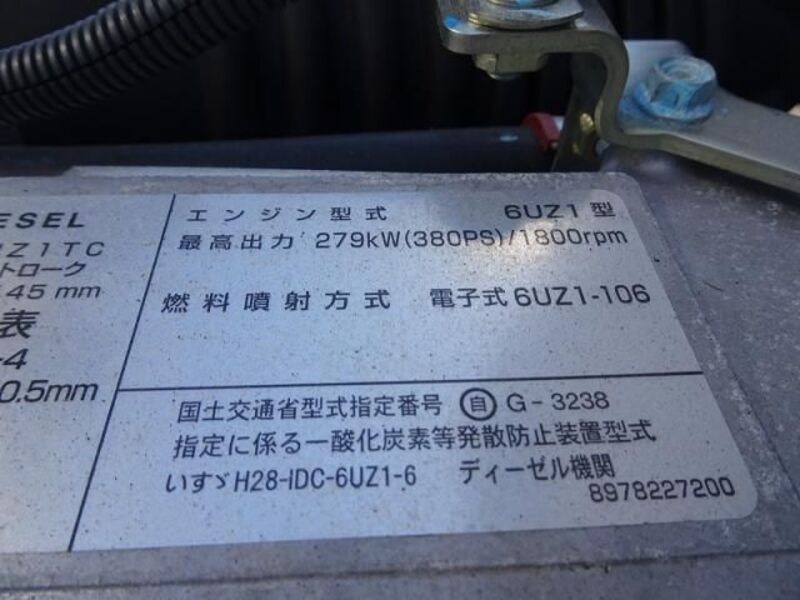 ESEL
Z1TC
トローク
45 mm
表
-4
0.5mm
エンジン型式 6UZ1型
最高出力 279kW(380PS)/1800rpm
燃料噴射方式 電子式 6UZ1-106
国土交通省型式指定番号 自 G-3238
指定に係る一酸化炭素等発散防止装置型式
いすゞH28-IDC-6UZ1-6 ディーゼル機関
8978227200